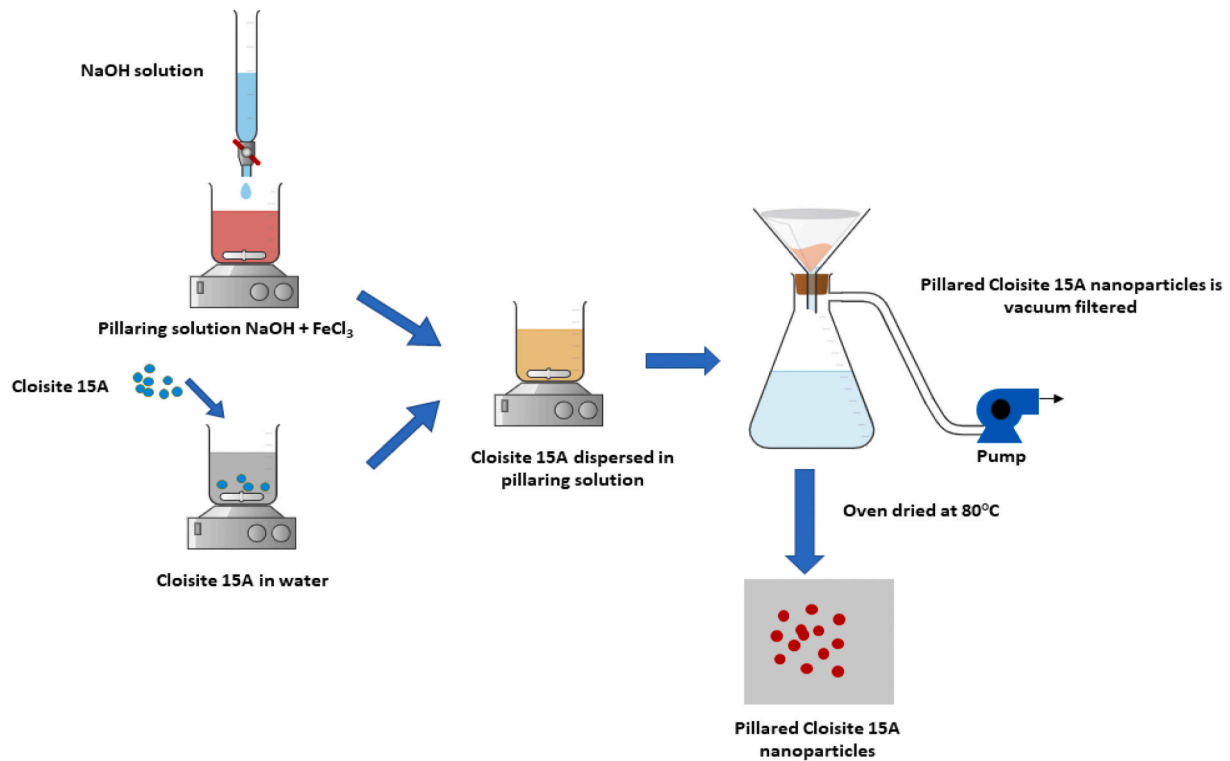 NaOH solution
Pillaring solution NaOH + FeCl₃
Cloisite 15A
Cloisite 15A in water
Cloisite 15A dispersed in
pillaring solution
Pillared Cloisite 15A nanoparticles is
vacuum filtered
Pump
Oven dried at 80°C
Pillared Cloisite 15A
nanoparticles